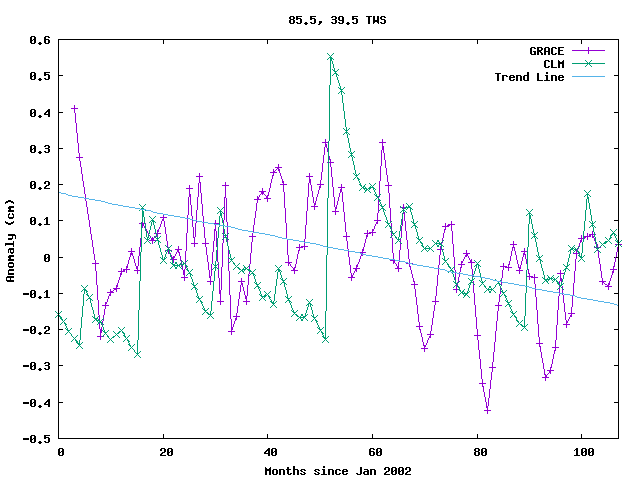 85.5, 39.5 TWS
GRACE
CLM
Trend Line
0.6
0.5
0.4
0.3
0.2
0.1
0
-0.1
-0.2
-0.3
-0.4
-0.5
Anomaly (cm)
0 20 40 60 80 100
Months since Jan 2002